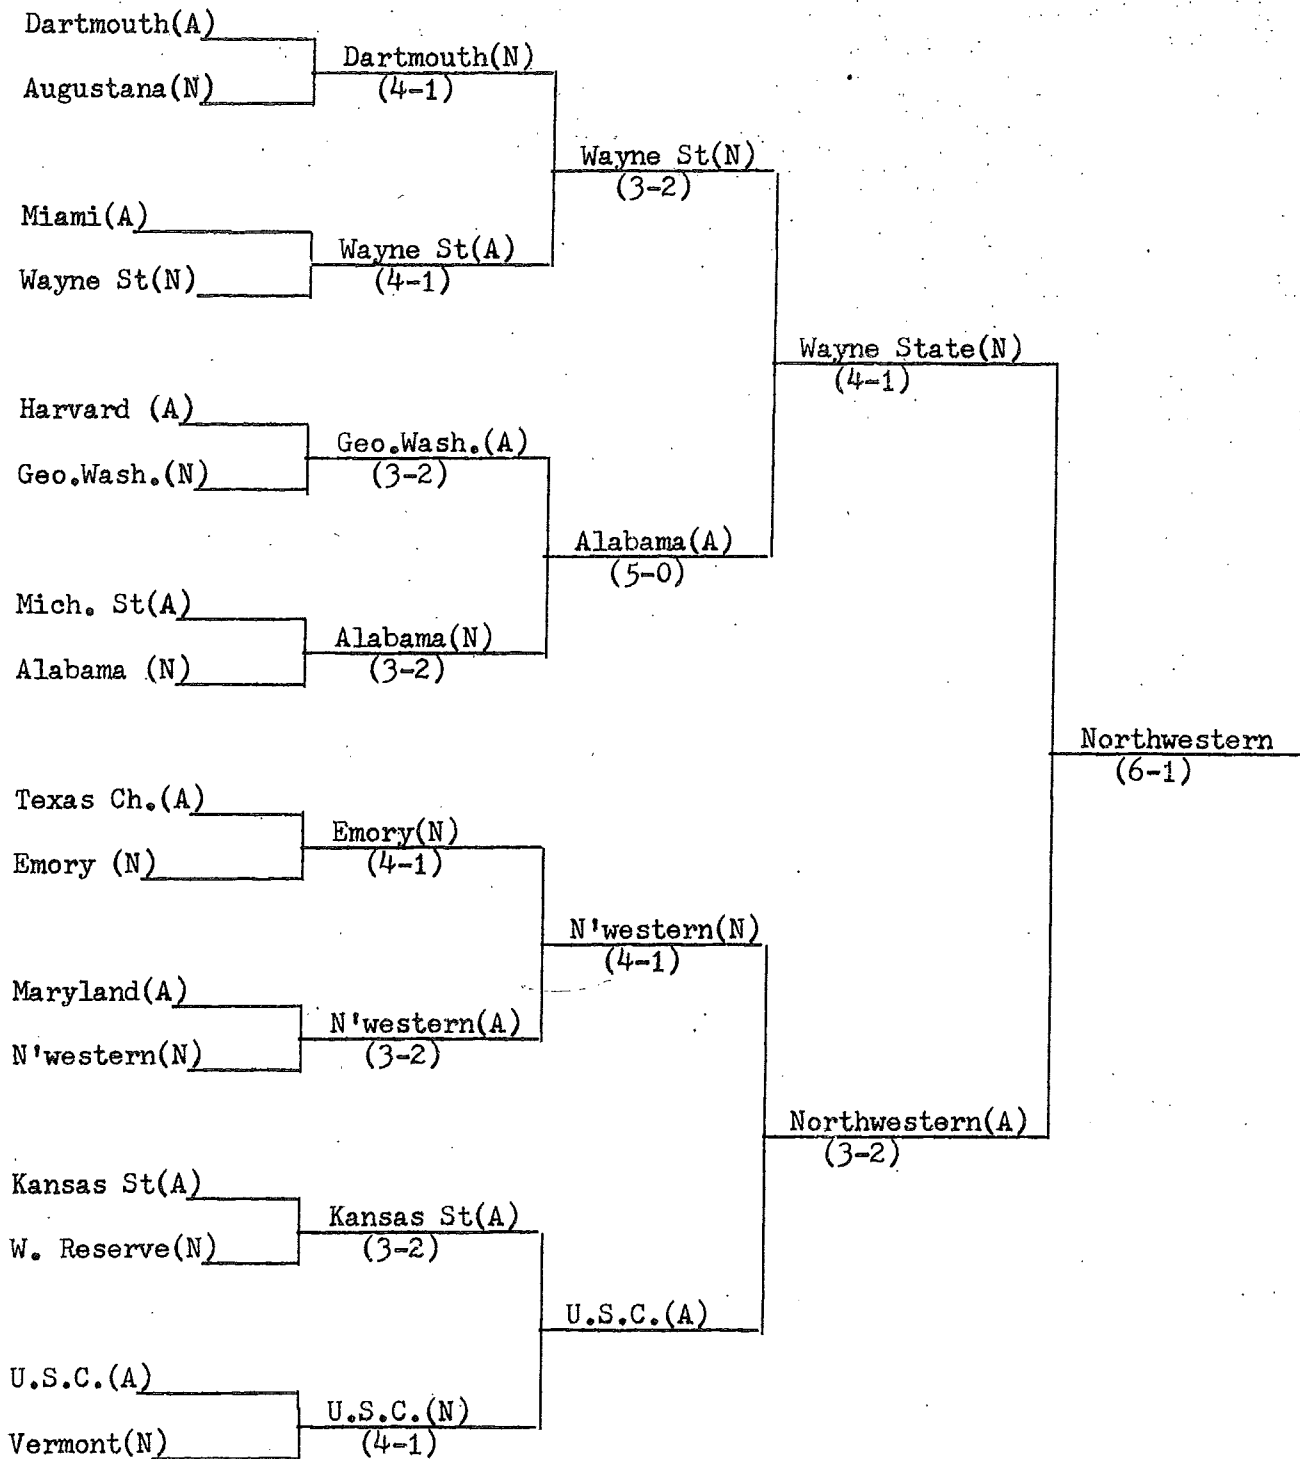 Dartmouth(A)
Augustana(N)
Dartmouth(N)
(4-1)
Wayne St(N)
(3-2)
Miami(A)
Wayne St(N)
Wayne St(A)
(4-1)
Wayne State(N)
(4-1)
Harvard (A)
Geo.Wash.(N)
Geo.Wash.(A)
(3-2)
Alabama(A)
(5-0)
Mich. St(A)
Alabama (N)
Alabama(N)
(3-2)
Northwestern
(6-1)
Texas Ch.(A)
Emory (N)
Emory(N)
(4-1)
N'western(N)
(4-1)
Maryland(A)
N'western(N)
N'western(A)
(3-2)
Northwestern(A)
(3-2)
Kansas St(A)
W. Reserve(N)
Kansas St(A)
(3-2)
U.S.C.(A)
U.S.C.(A)
Vermont(N)
U.S.C.(N)
(4-1)